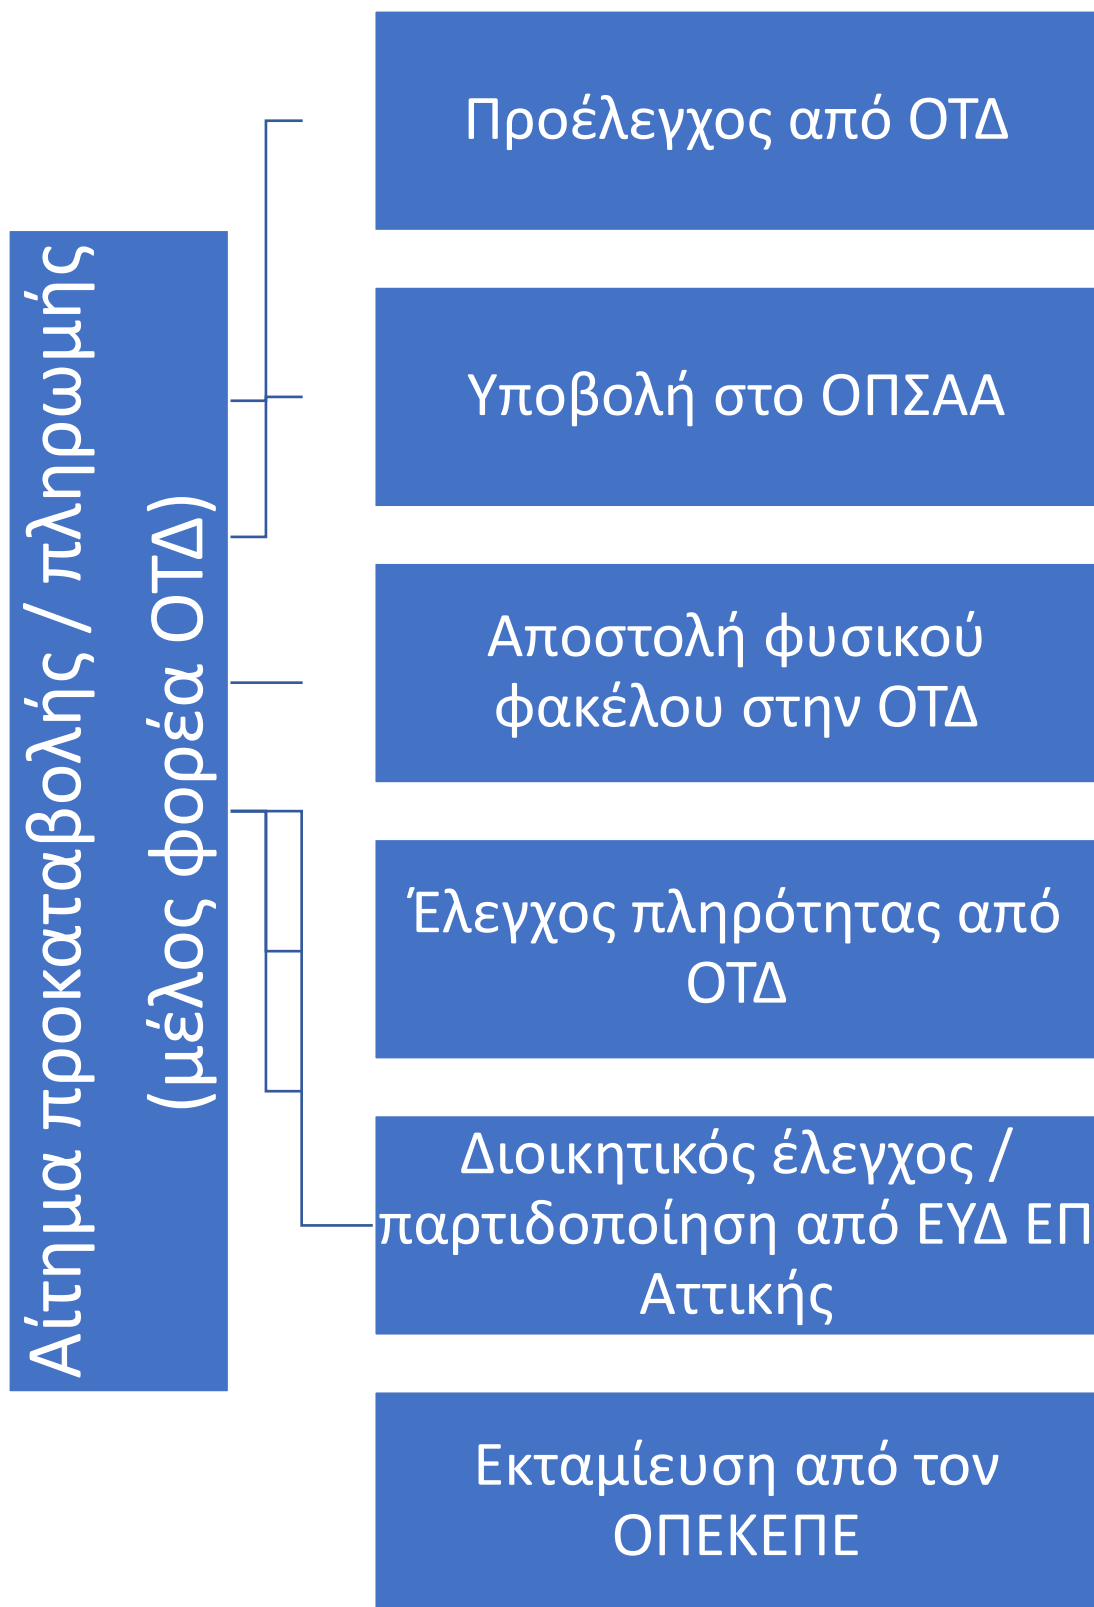 Αίτημα προκαταβολής / πληρωμής
(μέλος φορέα ΟΤΔ)
Προέλεγχος από ΟΤΔ
Υποβολή στο ΟΠΣΑΑ
Αποστολή φυσικού
φακέλου στην ΟΤΔ
Έλεγχος πληρότητας από
ΟΤΔ
Διοικητικός έλεγχος /
παρτιδοποίηση από ΕΥΔ ΕΠ
Αττικής
Εκταμίευση από τον
ΟΠΕΚΕΠΕ